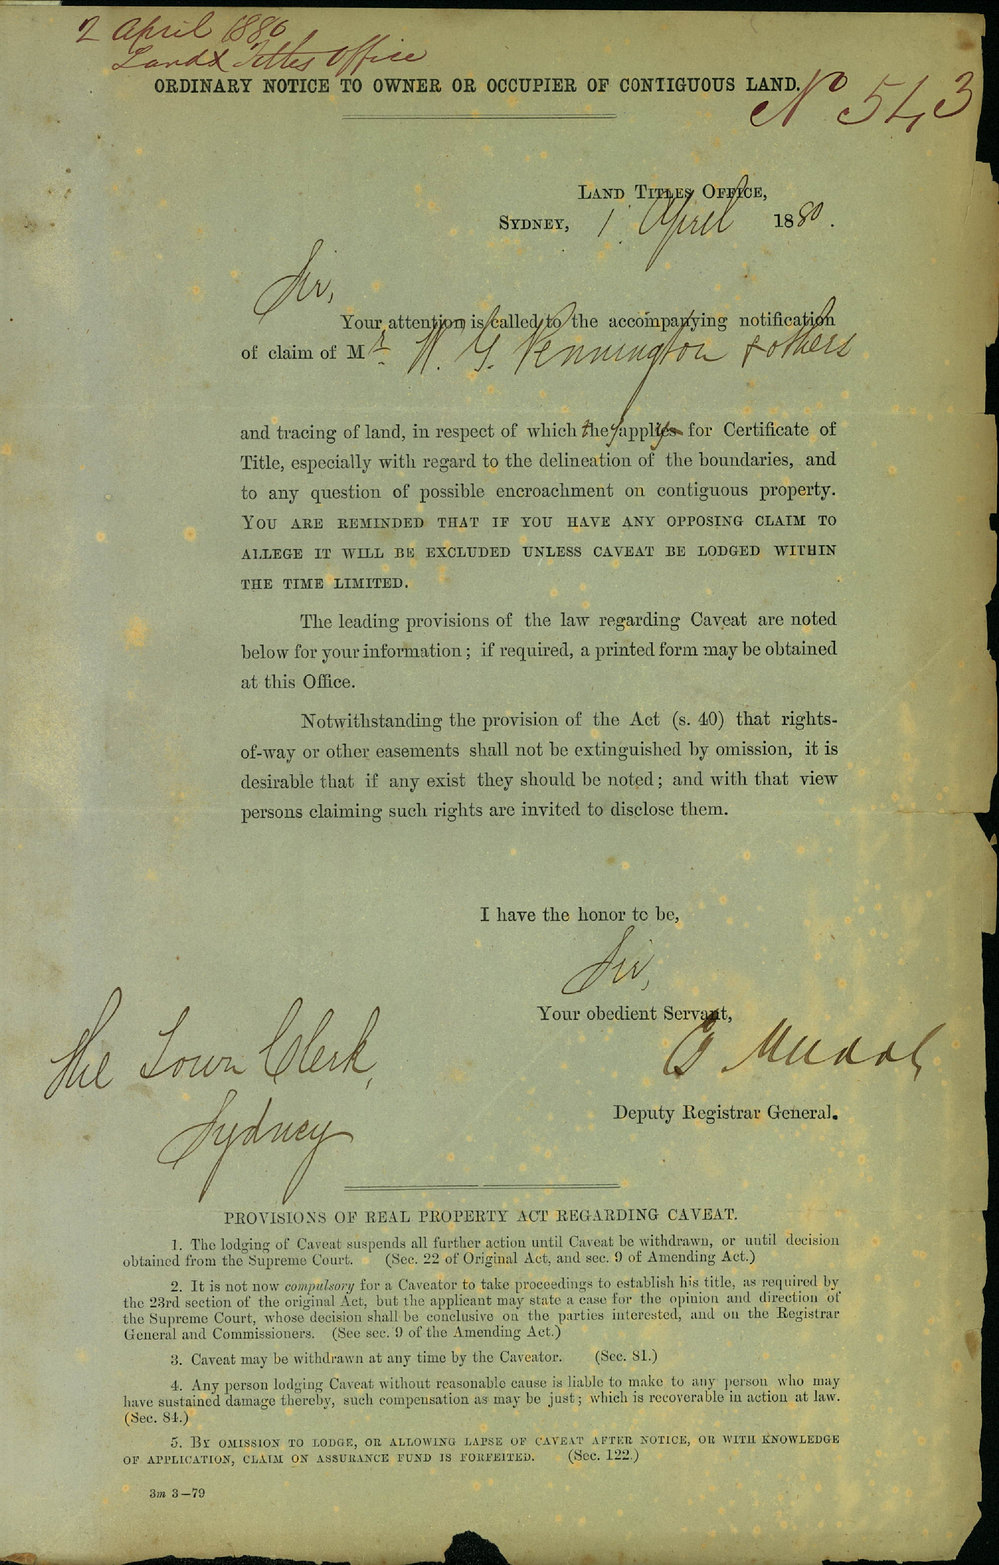 2 April 1880
Land Titles Office
ORDINARY NOTICE TO OWNER OR OCCUPIER OF CONTIGUOUS LAND.
No 543
LAND TITLES OFFICE,
SYDNEY, 1 April 1880.
Sir,
Your attention is called to the accompanying notification
of claim of Mr. W. G. Pennington & others
and tracing of land, in respect of which they apply for Certificate of
Title, especially with regard to the delineation of the boundaries, and
to any question of possible encroachment on contiguous property.
YOU ARE REMINDED THAT IF YOU HAVE ANY OPPOSING CLAIM TO
ALLEGE IT WILL BE EXCLUDED UNLESS CAVEAT BE LODGED WITHIN
THE TIME LIMITED.
The leading provisions of the law regarding Caveat are noted
below for your information; if required, a printed form may be obtained
at this Office.
Notwithstanding the provision of the Act (s. 40) that rights-
of-way or other easements shall not be extinguished by omission, it is
desirable that if any exist they should be noted; and with that view
persons claiming such rights are invited to disclose them.
I have the honor to be,
Sir,
Your obedient Servant,
The Town Clerk,
Sydney
Deputy Registrar General.
PROVISIONS OF REAL PROPERTY ACT REGARDING CAVEAT.
1. The lodging of Caveat suspends all further action until Caveat be withdrawn, or until decision
obtained from the Supreme Court. (Sec. 22 of Original Act, and sec. 9 of Amending Act.)
2. It is not now compulsory for a Caveator to take proceedings to establish his title, as required by
the 23rd section of the original Act, but the applicant may state a case for the opinion and direction of
the Supreme Court, whose decision shall be conclusive on the parties interested, and on the Registrar
General and Commissioners. (See sec. 9 of the Amending Act.)
3. Caveat may be withdrawn at any time by the Caveator. (Sec. 81.)
4. Any person lodging Caveat without reasonable cause is liable to make to any person who may
have sustained damage thereby, such compensation as may be just; which is recoverable in action at law.
(Sec. 84.)
5. BY OMISSION TO LODGE, OR ALLOWING LAPSE OF CAVEAT AFTER NOTICE, OR WITH KNOWLEDGE
OF APPLICATION, CLAIM ON ASSURANCE FUND IS FORFEITED. (Sec. 122.)
3m 3—79